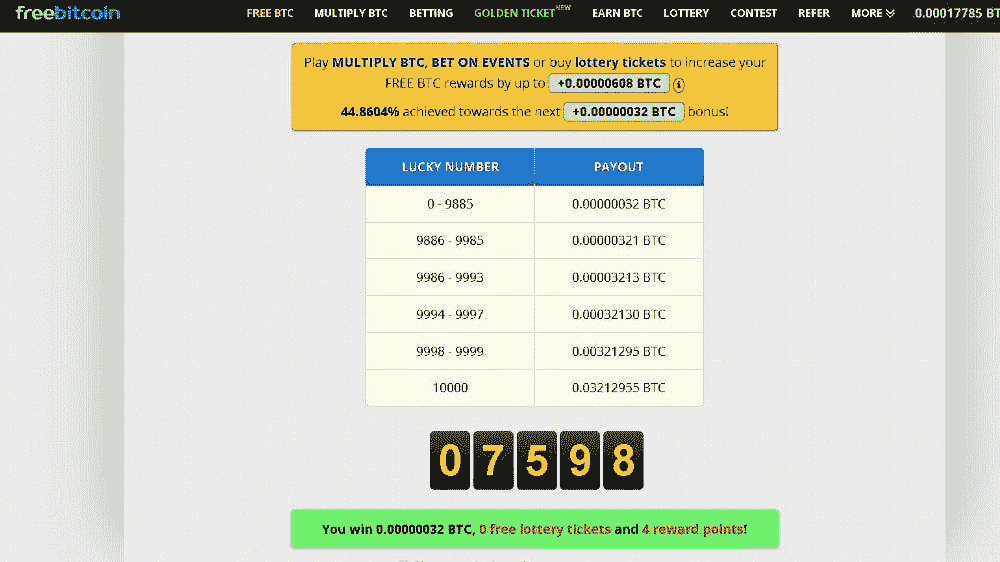 freebitcoin FREE BTC MULTIPLY BTC BETTING GOLDEN TICKET NEW EARN BTC LOTTERY CONTEST REFER MORE 0.00017785 BT
Play MULTIPLY BTC, BET ON EVENTS or buy lottery tickets to increase your
FREE BTC rewards by up to +0.00000608 BTC
44.8604% achieved towards the next +0.00000032 BTC bonus!
LUCKY NUMBER PAYOUT
0 - 9885 0.00000032 BTC
9886 - 9985 0.00000321 BTC
9986 - 9993 0.00003213 BTC
9994 - 9997 0.00032130 BTC
9998 - 9999 0.00321295 BTC
10000 0.03212955 BTC
0 7 5 9 8
You win 0.00000032 BTC, 0 free lottery tickets and 4 reward points!